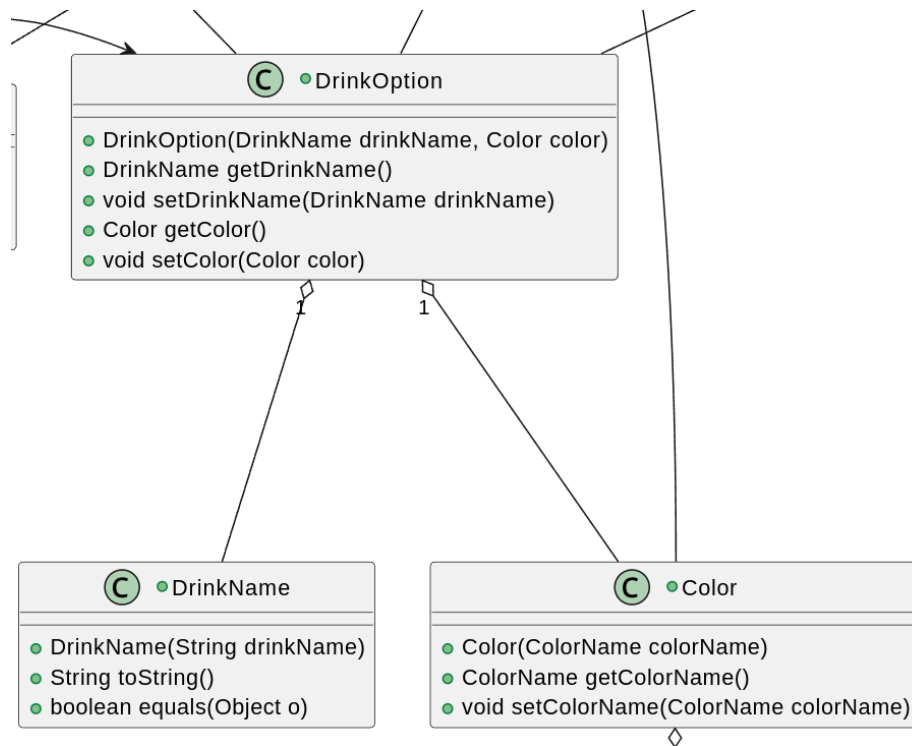 C DrinkOption
DrinkOption(DrinkName drinkName, Color color)
DrinkName getDrinkName()
void setDrinkName(DrinkName drinkName)
Color getColor()
void setColor(Color color)
1
1
C DrinkName
DrinkName(String drinkName)
String toString()
boolean equals(Object o)
C Color
Color(ColorName colorName)
ColorName getColorName()
void setColorName(ColorName colorName)